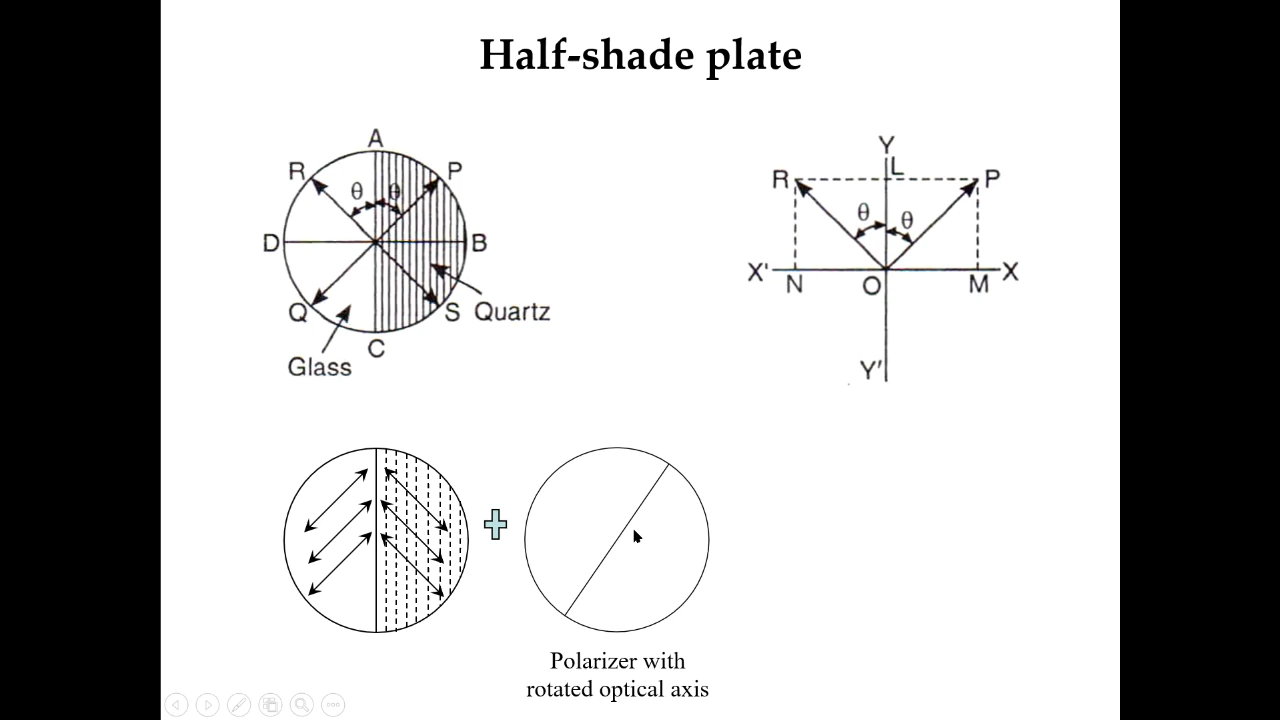 Half-shade plate
A
R
P
θ θ
D
B
Q
S Quartz
C
Glass
Y
L
R
P
θ
θ
X'
X
N
O
M
Y'
Polarizer with
rotated optical axis